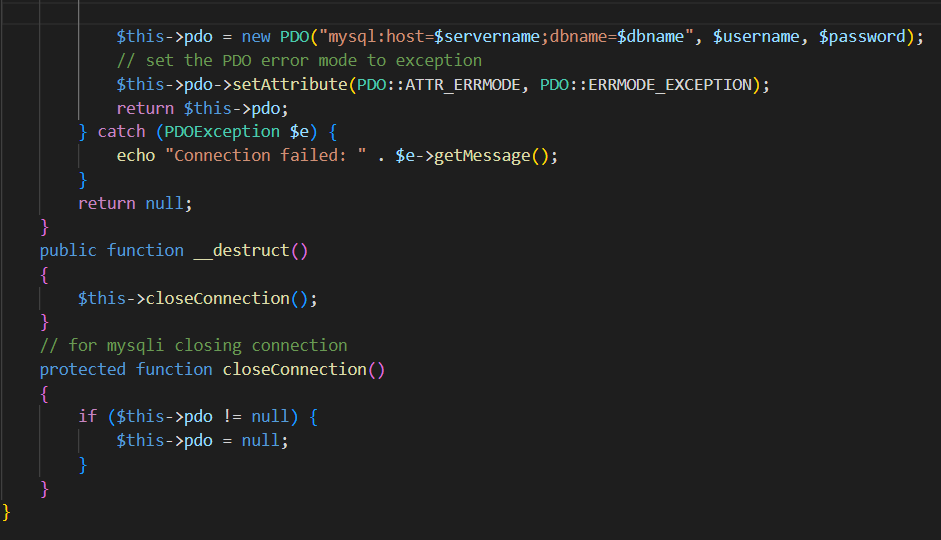 $this->pdo = new PDO("mysql:host=$servername;dbname=$dbname", $username, $password);
// set the PDO error mode to exception
$this->pdo->setAttribute(PDO::ATTR_ERRMODE, PDO::ERRMODE_EXCEPTION);
return $this->pdo;
} catch (PDOException $e) {
echo "Connection failed: " . $e->getMessage();
}
return null;
}
public function __destruct()
{
$this->closeConnection();
}
// for mysqli closing connection
protected function closeConnection()
{
if ($this->pdo != null) {
$this->pdo = null;
}
}
}